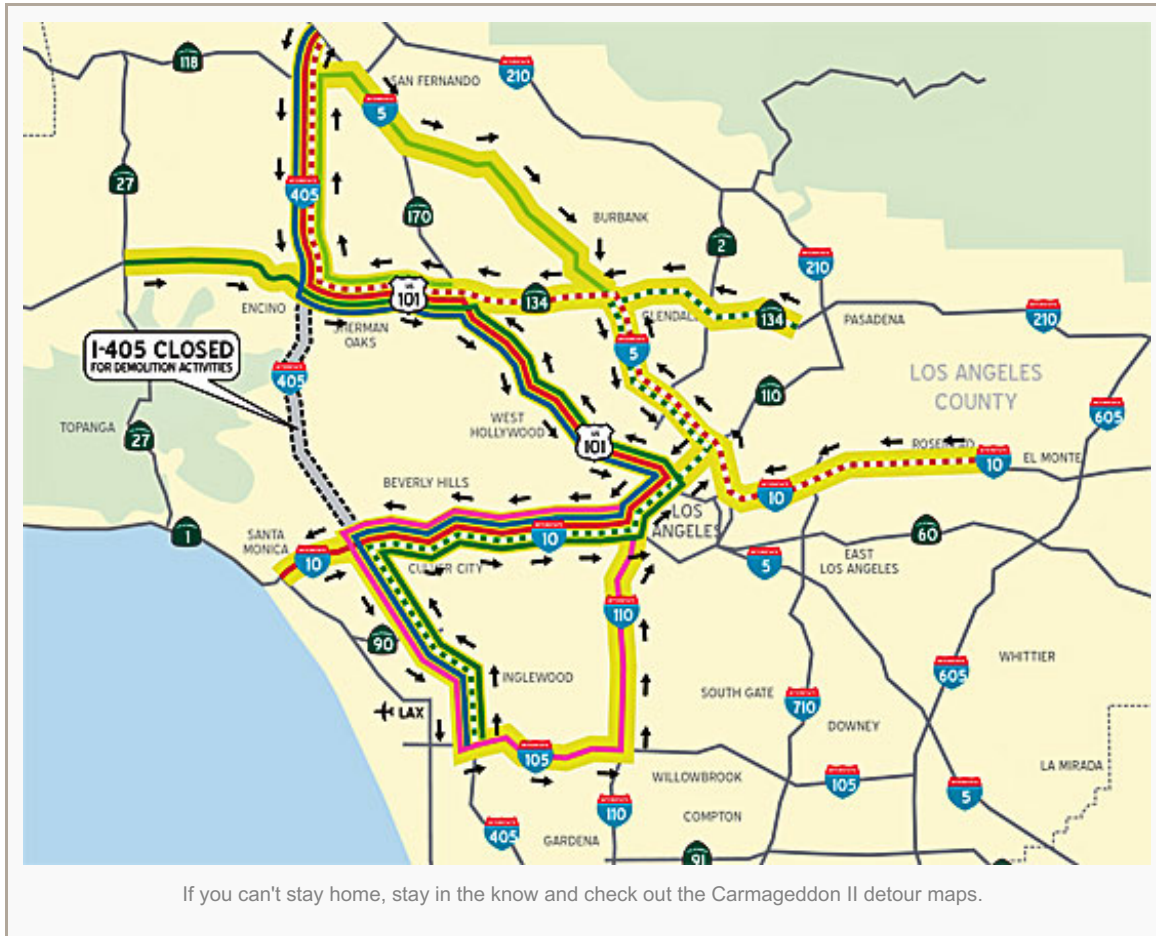 118
SAN FERNANDO
210
5
27
405
170
BURBANK
2
210
101
134
ENCINO
SHERMAN
OAKS
GLENDALE
134
PASADENA
210
I-405 CLOSED
FOR DEMOLITION ACTIVITIES
405
5
110
LOS ANGELES
COUNTY
605
TOPANGA
27
WEST
HOLLYWOOD
101
10
EL MONTE
BEVERLY HILLS
10
1
SANTA
MONICA
10
10
LOS
ANGELES
60
CULVER CITY
5
EAST
LOS ANGELES
110
90
INGLEWOOD
WHITTIER
605
SOUTH GATE
710
LAX
DOWNEY
105
WILLOWBROOK
105
LA MIRADA
5
110
COMPTON
405
GARDENA
91
If you can't stay home, stay in the know and check out the Carmageddon II detour maps.